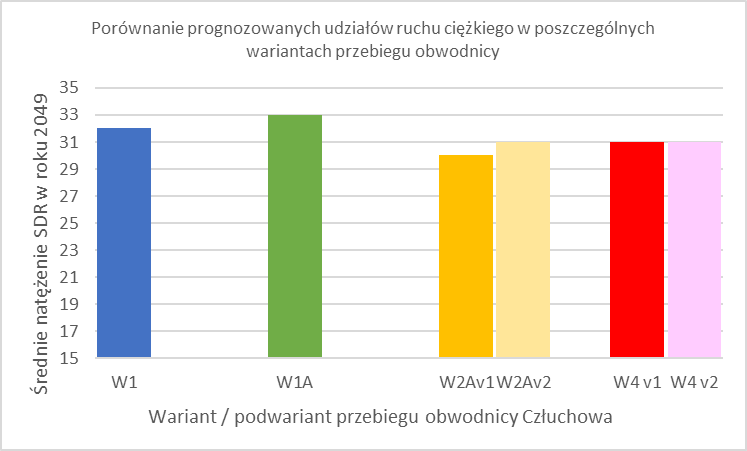 Porównanie prognozowanych udziałów ruchu ciężkiego w poszczególnych
wariantach przebiegu obwodnicy
Średnie natężenie SDR w roku 2049
35
33
31
29
27
25
23
21
19
17
15
W1
W1A
W2Av1 W2Av2
W4 v1 W4 v2
Wariant / podwariant przebiegu obwodnicy Człuchowa